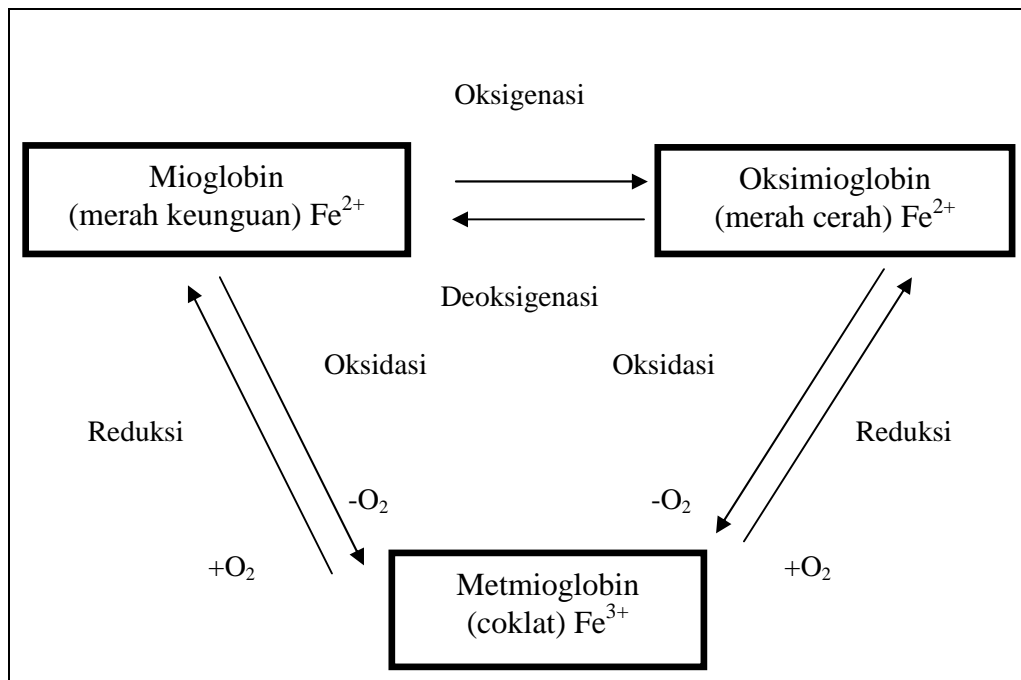 Oksigenasi
Mioglobin
(merah keunguan) Fe²⁺
Oksimioglobin
(merah cerah) Fe²⁺
Deoksigenasi
Oksidasi
Oksidasi
Reduksi
Reduksi
-O₂
-O₂
+O₂
+O₂
Metmioglobin
(coklat) Fe³⁺